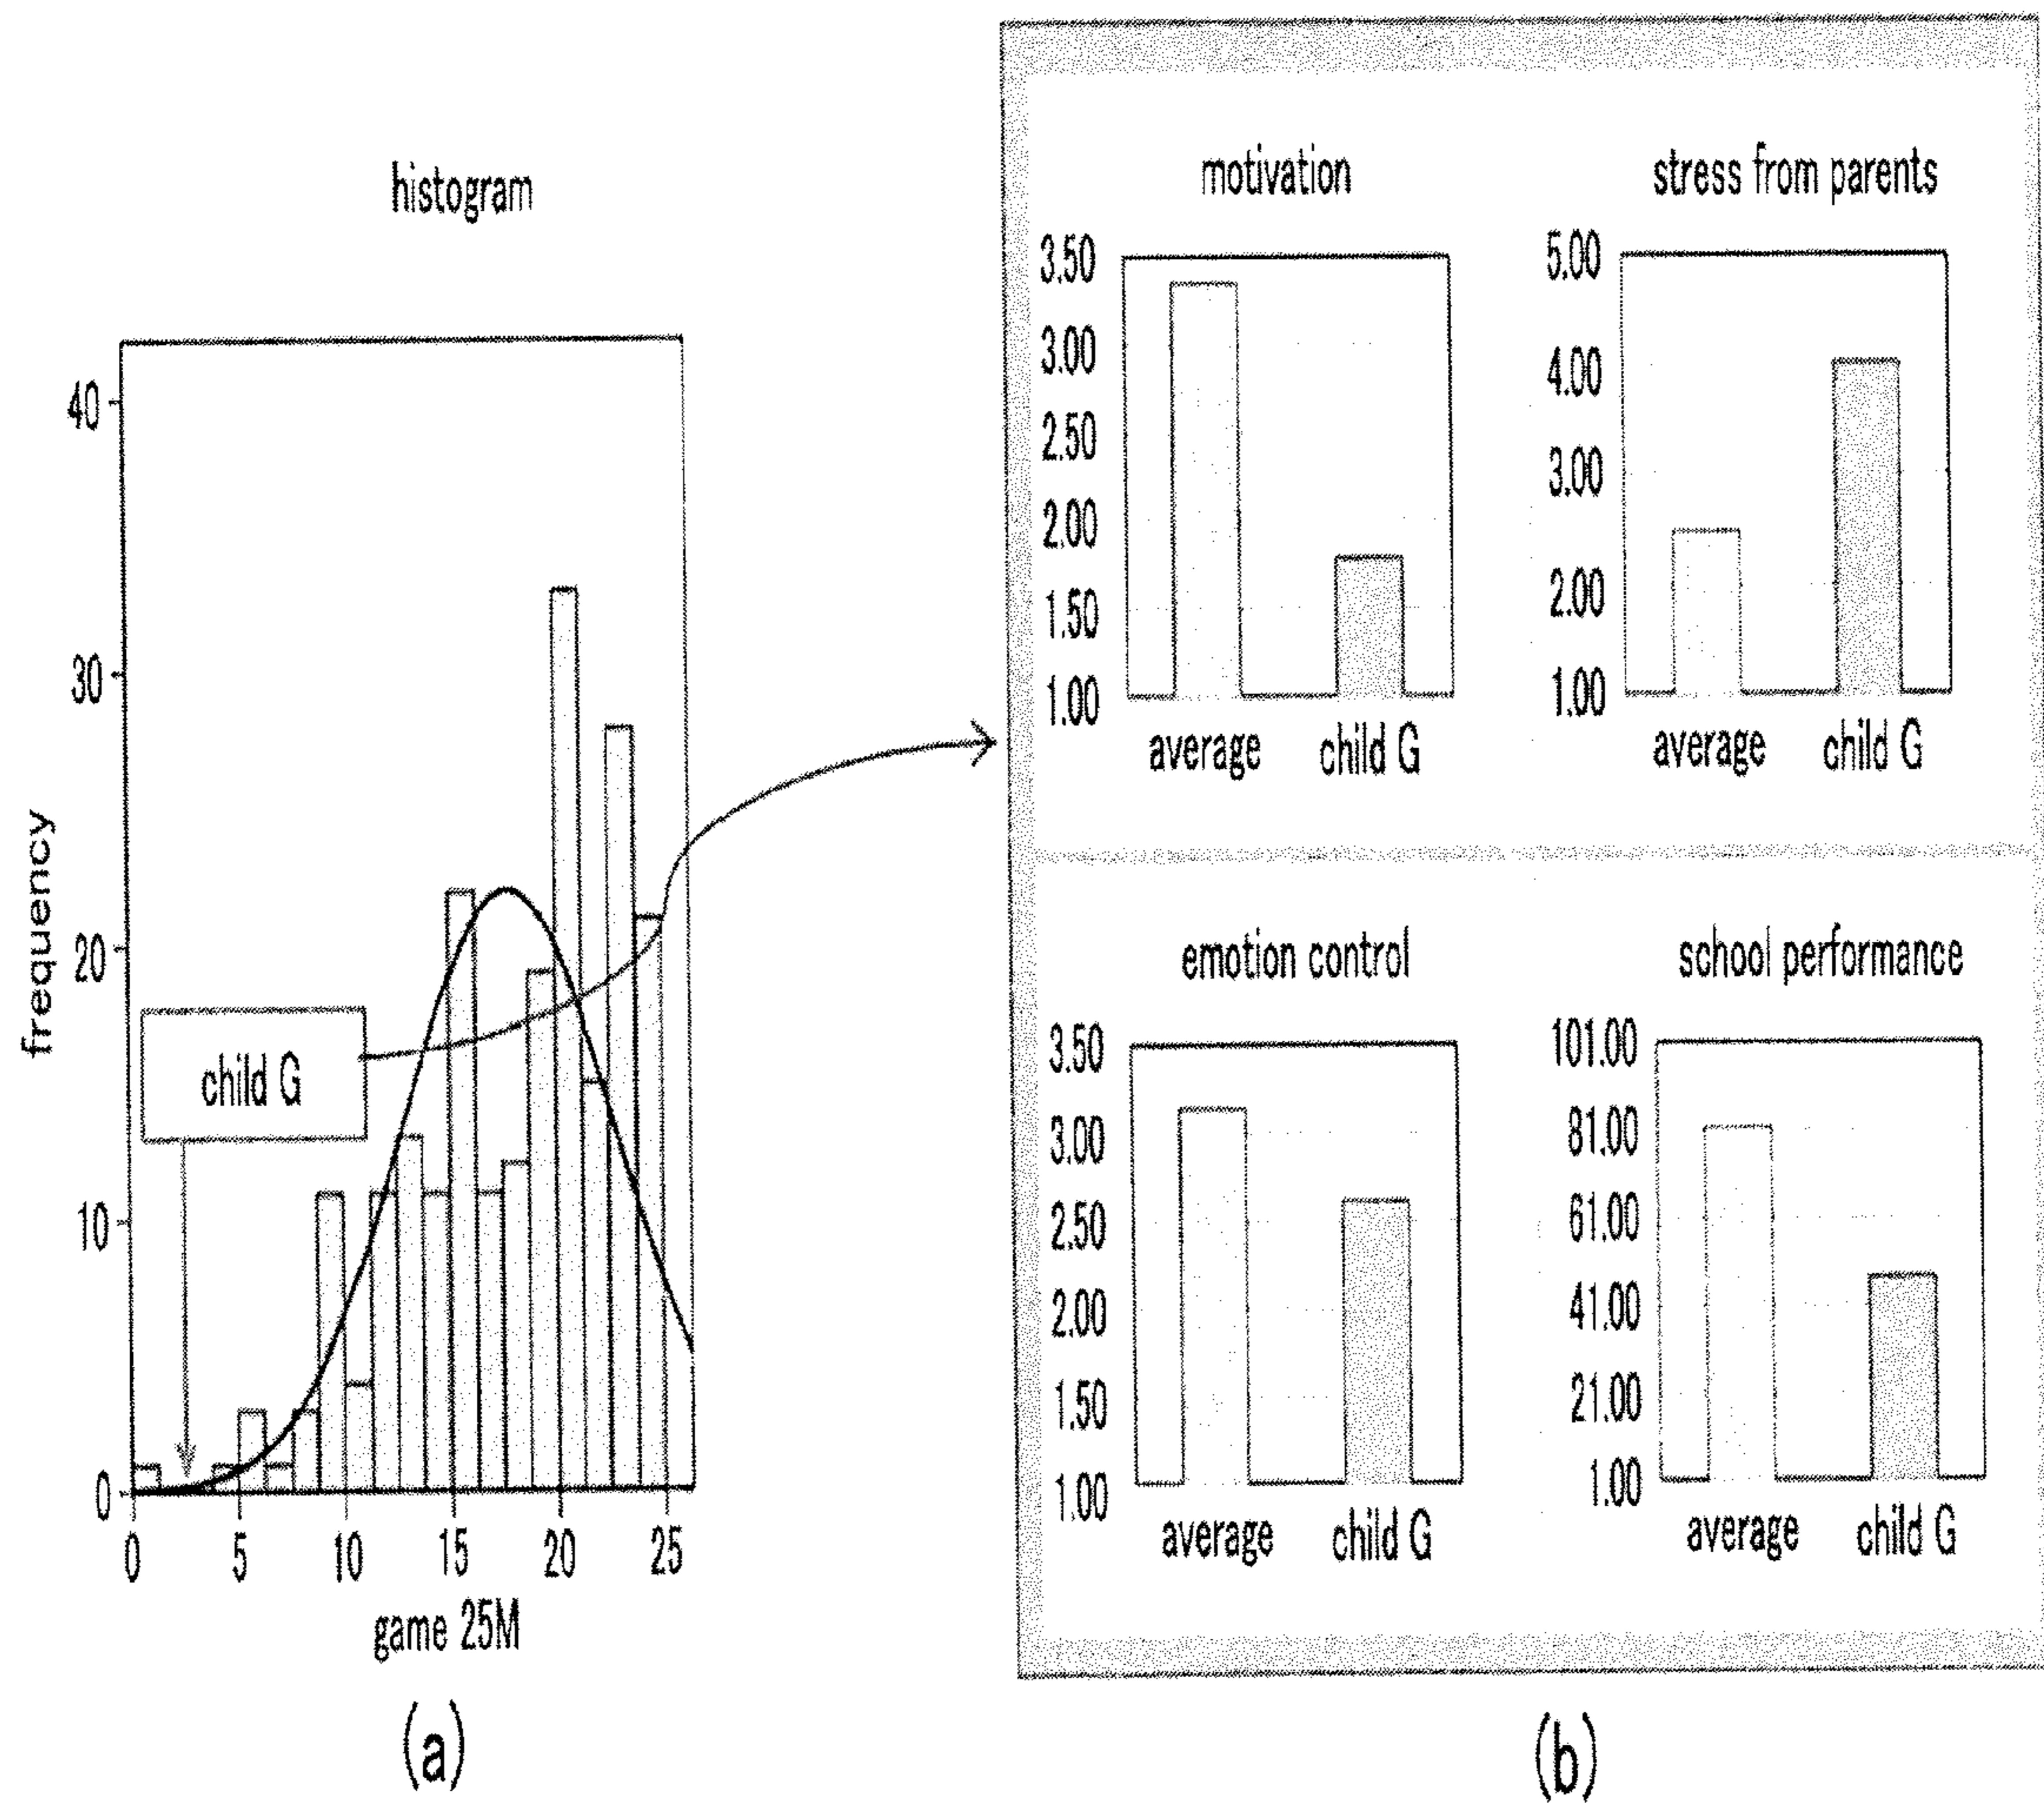 histogram
40
30
20
10
0
frequency
child G
0 5 10 15 20 25
game 25M
(a)
motivation
3.50
3.00
2.50
2.00
1.50
1.00
average child G
stress from parents
5.00
4.00
3.00
2.00
1.00
average child G
emotion control
3.50
3.00
2.50
2.00
1.50
1.00
average child G
school performance
101.00
81.00
61.00
41.00
21.00
1.00
average child G
(b)